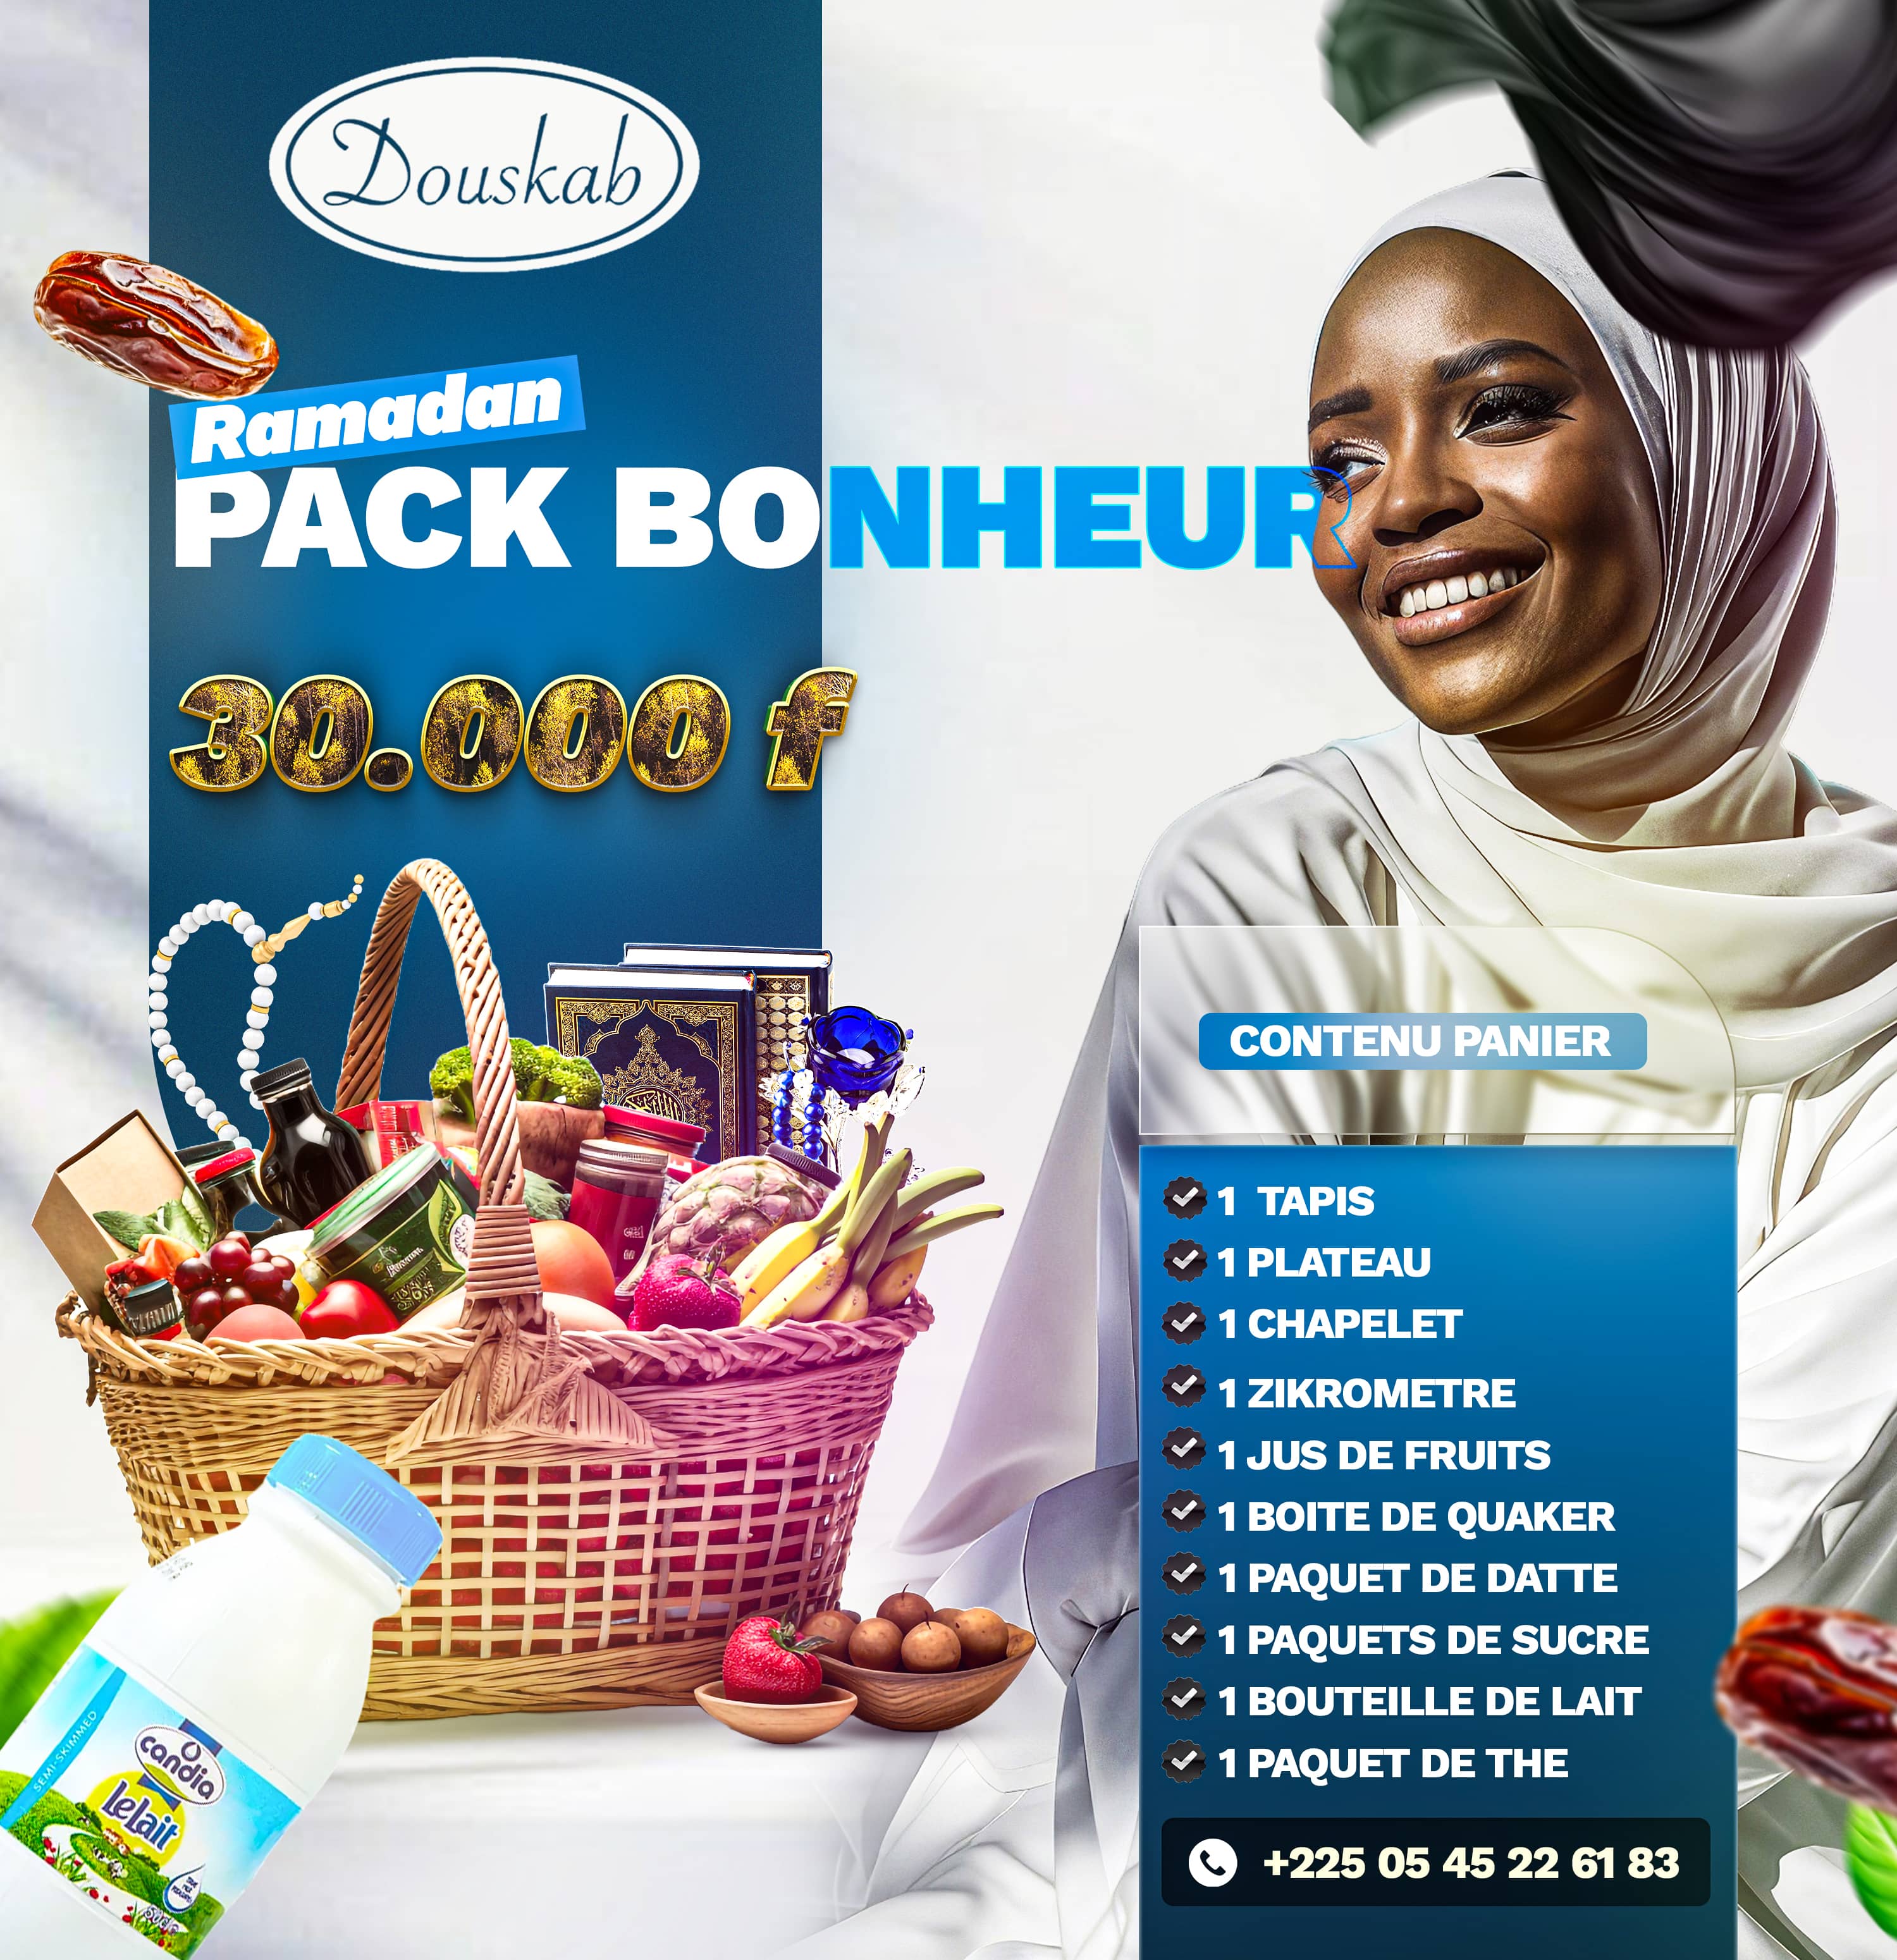 Douskab
Ramadan
PACK BONHEUR
30.000 f
CONTENU PANIER
1 TAPIS
1 PLATEAU
1 CHAPELET
1 ZIKROMETRE
1 JUS DE FRUITS
1 BOITE DE QUAKER
1 PAQUET DE DATTE
1 PAQUETS DE SUCRE
1 BOUTEILLE DE LAIT
1 PAQUET DE THE
+225 05 45 22 61 83
SEMI-SKIMMED
candia
LeLait
50cl